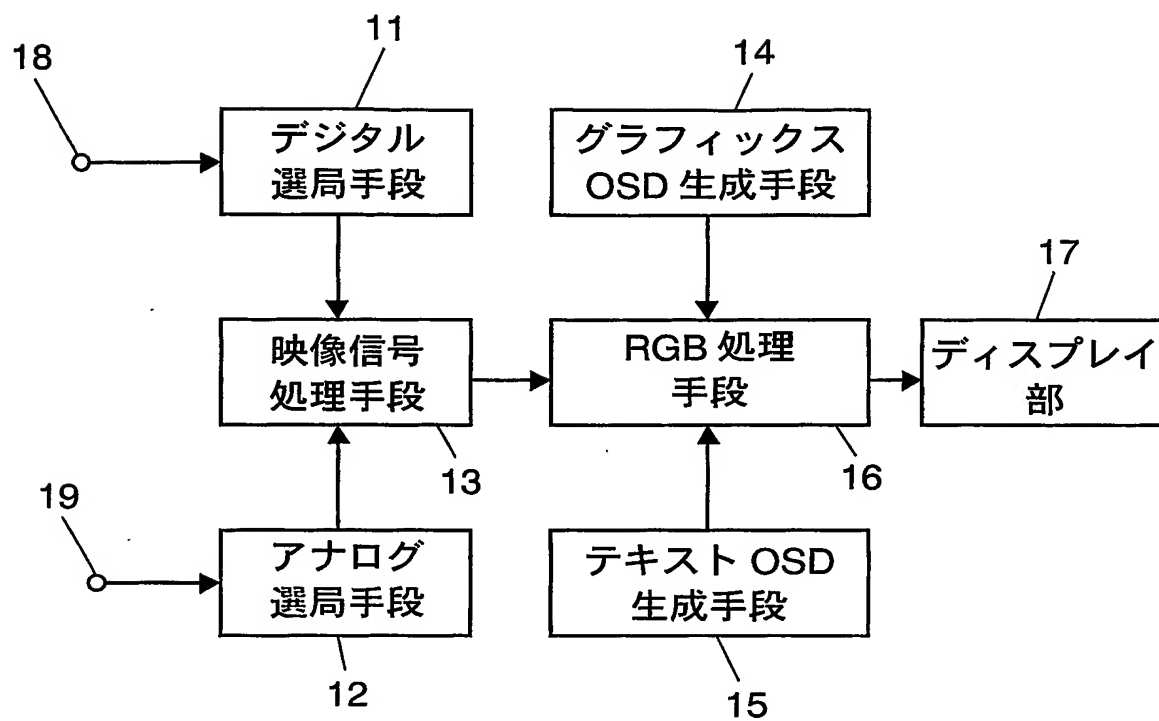 11
14
18
デジタル
選局手段
グラフィックス
OSD 生成手段
17
映像信号
処理手段
RGB 処理
手段
ディスプレイ
部
13
16
19
アナログ
選局手段
テキスト OSD
生成手段
12
15